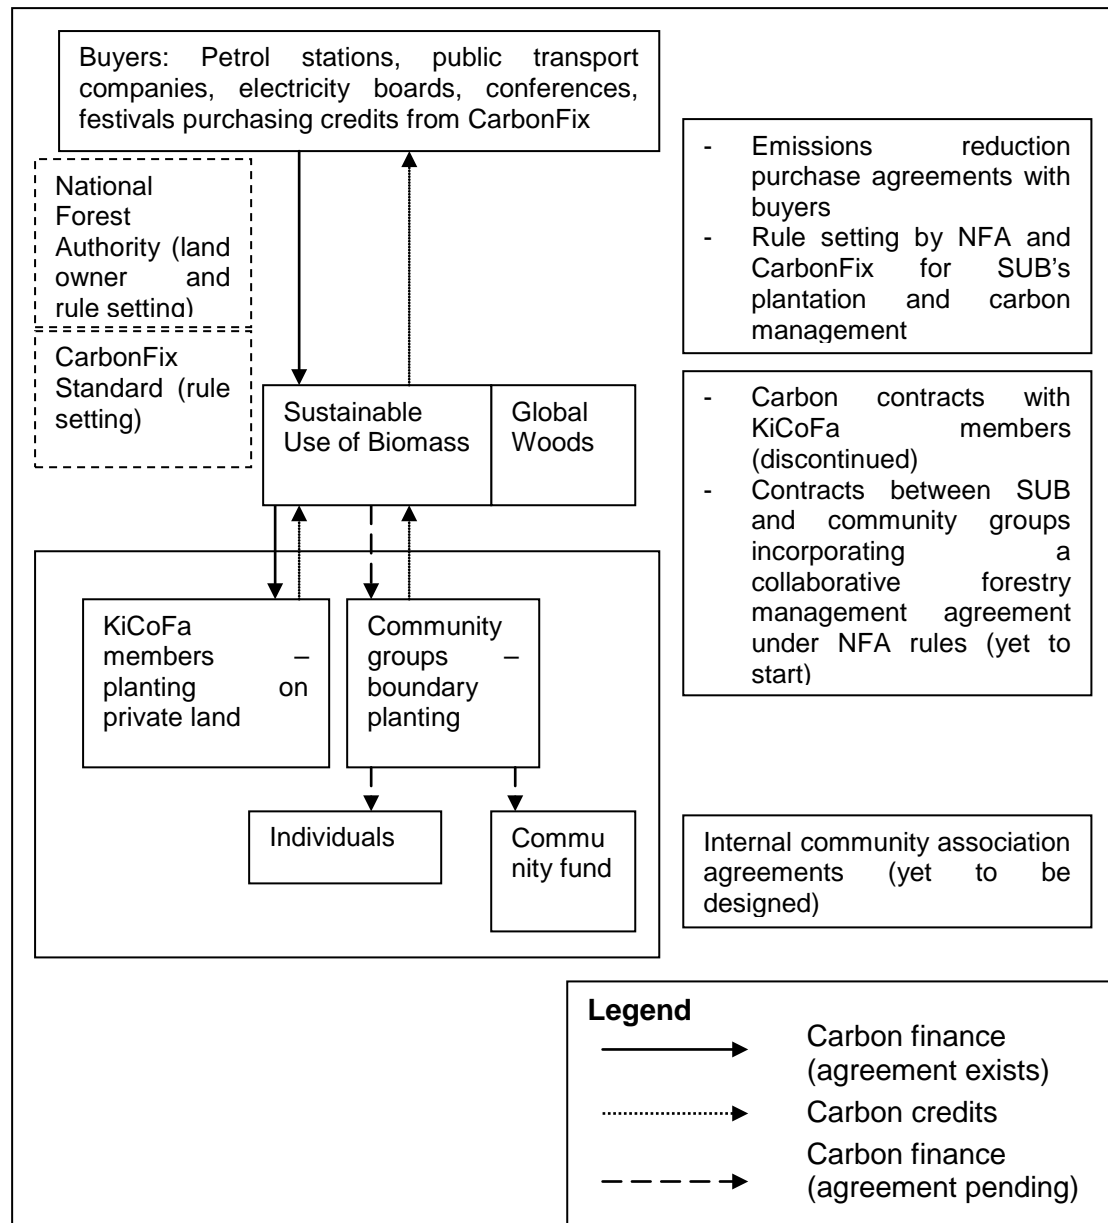 Buyers: Petrol stations, public transport
companies, electricity boards, conferences,
festivals purchasing credits from CarbonFix
National
Forest
Authority (land
owner and
rule setting)
CarbonFix
Standard (rule
setting)
Sustainable
Use of Biomass
Global
Woods
KiCoFa
members –
planting on
private land
Community
groups –
boundary
planting
Individuals
Commu
nity fund
- Emissions reduction
purchase agreements with
buyers
- Rule setting by NFA and
CarbonFix for SUB's
plantation and carbon
management
- Carbon contracts with
KiCoFa members
(discontinued)
- Contracts between SUB
and community groups
incorporating a
collaborative forestry
management agreement
under NFA rules (yet to
start)
Internal community association
agreements (yet to be
designed)
Legend
Carbon finance
(agreement exists)
Carbon credits
Carbon finance
(agreement pending)